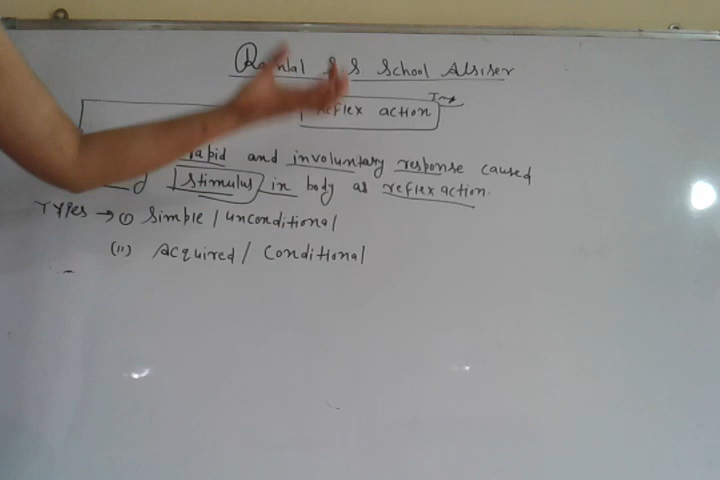 S. School Alsiser
Reflex action
rapid and involuntary response caused
stimulus in body as reflex action.
Types → (i) Simple / unconditional
(ii) Acquired / Conditional